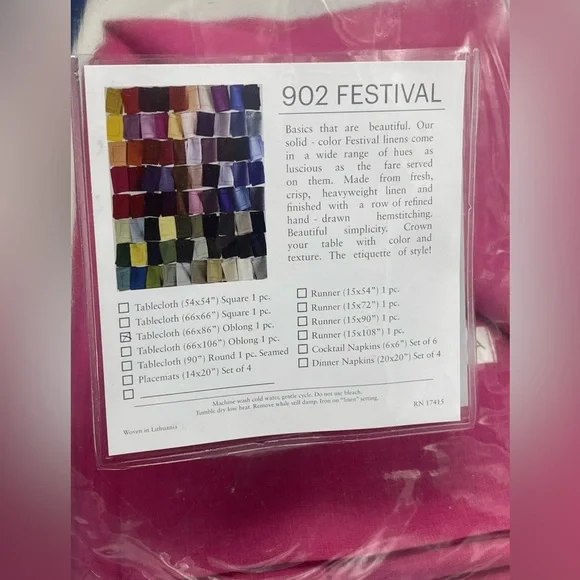 902 FESTIVAL
Basics that are beautiful. Our
solid - color Festival linens come
in a wide range of hues as
luscious as the fare served
on them. Made from fresh,
crisp, heavyweight linen and
finished with a row of refined
hand - drawn hemstitching.
Beautiful simplicity. Crown
your table with color and
texture. The etiquette of style!
Tablecloth (54x54") Square 1 pc.
Tablecloth (66x66") Square 1 pc.
Tablecloth (66x86") Oblong 1 pc.
Tablecloth (66x106") Oblong 1 pc.
Tablecloth (90") Round 1 pc. Seamed
Placemats (14x20") Set of 4
Runner (15x54") 1 pc.
Runner (15x72") 1 pc.
Runner (15x90") 1 pc.
Runner (15x108") 1 pc.
Cocktail Napkins (6x6") Set of 6
Dinner Napkins (20x20") Set of 4
Machine wash cold water, gentle cycle. Do not use bleach.
Tumble dry low heat. Remove while still damp. Iron on "linen" setting.
Woven in Lithuania
RN 17415